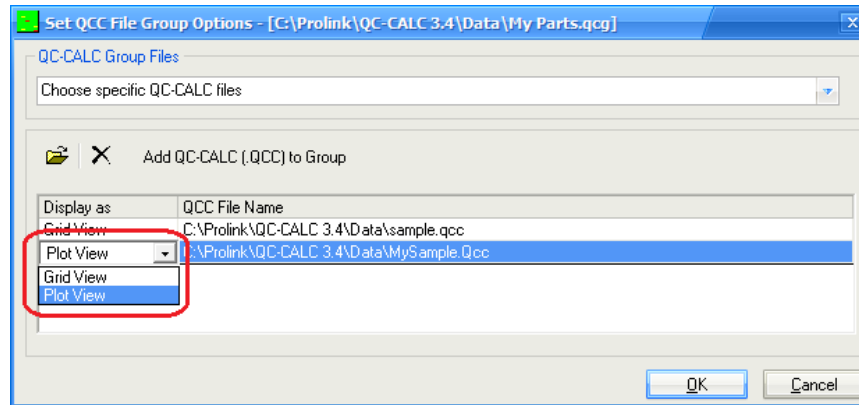 Set QCC File Group Options - [C:\Prolink\QC-CALC 3.4\Data\My Parts.qcg]
QC-CALC Group Files
Choose specific QC-CALC files
Add QC-CALC (.QCC) to Group
Display as QCC File Name
Grid View C:\Prolink\QC-CALC 3.4\Data\sample.qcc
Plot View C:\Prolink\QC-CALC 3.4\Data\MySample.Qcc
Grid View
Plot View
OK Cancel